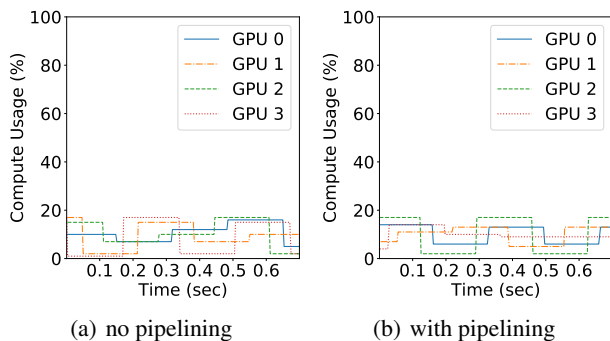 100
80
60
40
20
0
Compute Usage (%)
GPU 0
GPU 1
GPU 2
GPU 3
0.1 0.2 0.3 0.4 0.5 0.6
Time (sec)
(a) no pipelining
100
80
60
40
20
0
Compute Usage (%)
GPU 0
GPU 1
GPU 2
GPU 3
0.1 0.2 0.3 0.4 0.5 0.6
Time (sec)
(b) with pipelining